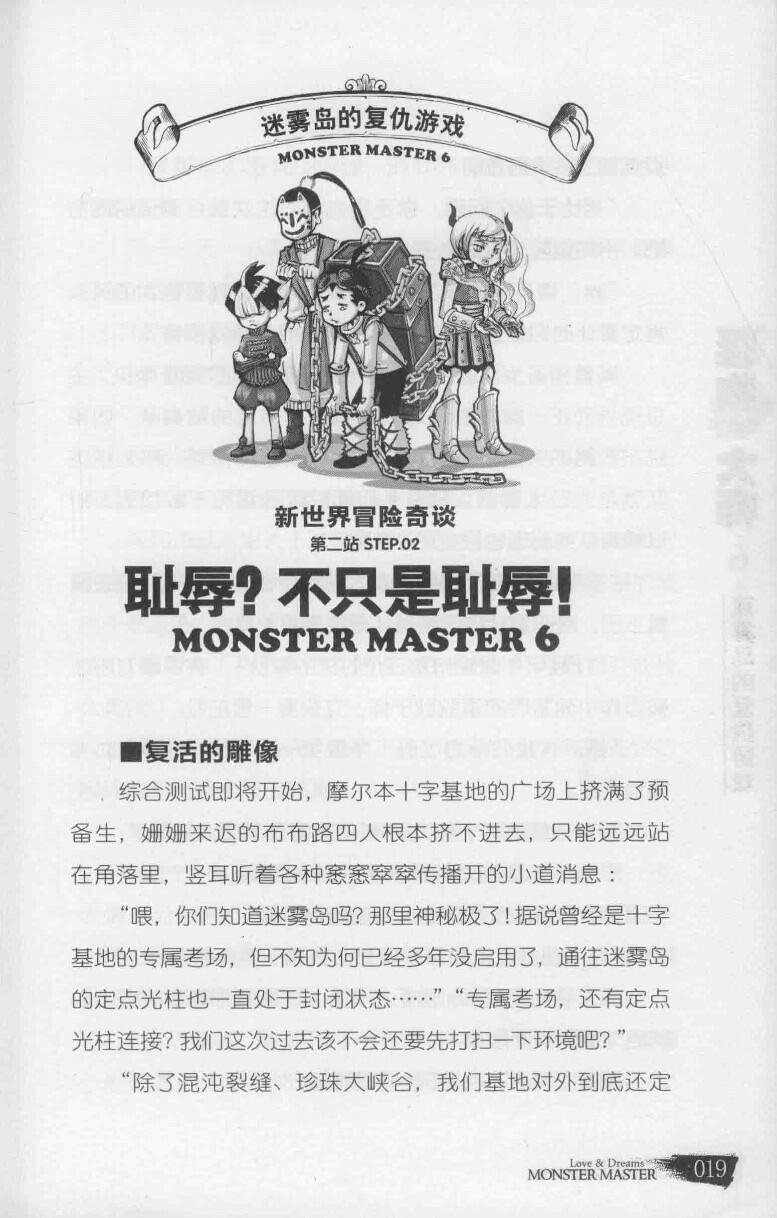 迷雾岛的复仇游戏
MONSTER MASTER 6
新世界冒险奇谈
第二站 STEP.02
耻辱？不只是耻辱！
MONSTER MASTER 6
■复活的雕像
综合测试即将开始，摩尔本十字基地的广场上挤满了预
备生，姗姗来迟的布布路四人根本挤不进去，只能远远站
在角落里，竖耳听着各种窸窸窣窣传播开的小道消息：
“喂，你们知道迷雾岛吗？那里神秘极了！据说曾经是十字
基地的专属考场，但不知为何已经多年没启用了，通往迷雾岛
的定点光柱也一直处于封闭状态……”“专属考场，还有定点
光柱连接？我们这次过去该不会还要先打扫一下环境吧？”
“除了混沌裂缝、珍珠大峡谷，我们基地对外到底还定
Love & Dreams
MONSTER MASTER
019